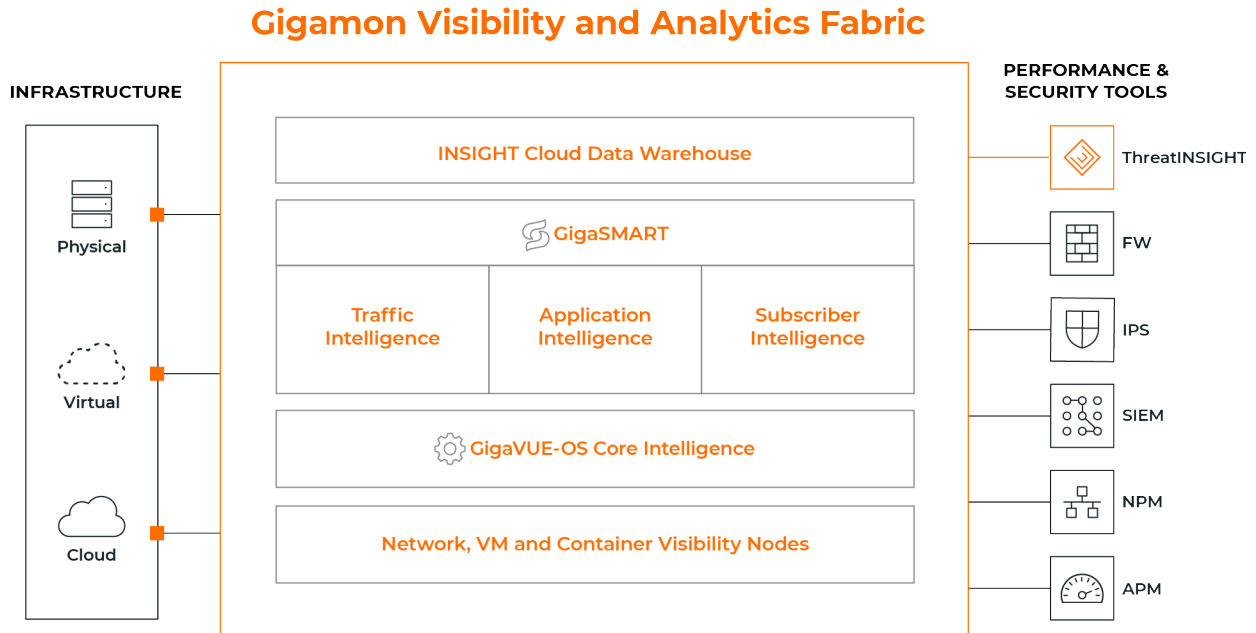 Gigamon Visibility and Analytics Fabric
INFRASTRUCTURE
Physical
Virtual
Cloud
INSIGHT Cloud Data Warehouse
GigaSMART
Traffic
Intelligence
Application
Intelligence
Subscriber
Intelligence
GigaVUE-OS Core Intelligence
Network, VM and Container Visibility Nodes
PERFORMANCE &
SECURITY TOOLS
ThreatINSIGHT
FW
IPS
SIEM
NPM
APM